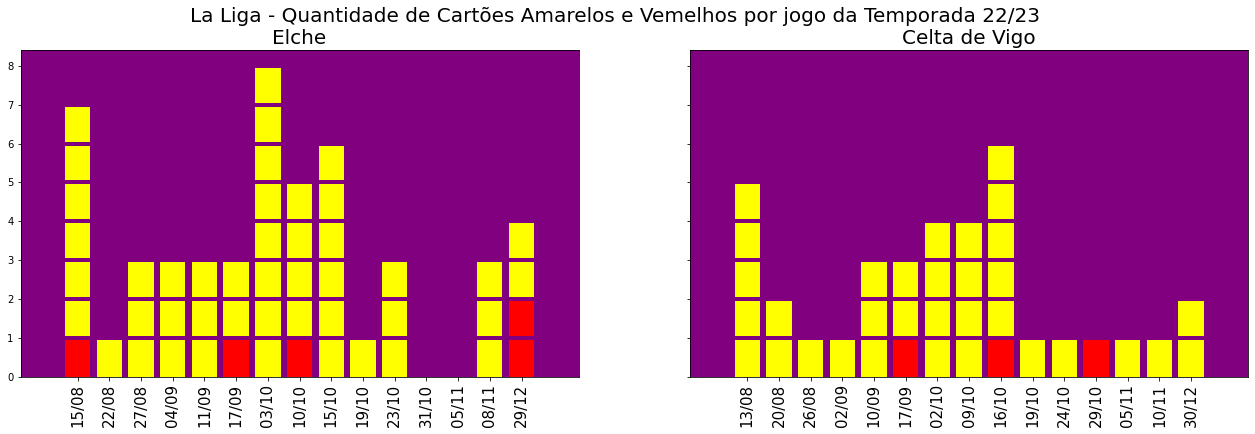 La Liga - Quantidade de Cartões Amarelos e Vemelhos por jogo da Temporada 22/23
Elche
Celta de Vigo
8
7
6
5
4
3
2
1
0
15/08 22/08 27/08 04/09 11/09 17/09 03/10 10/10 15/10 19/10 23/10 31/10 05/11 08/11 29/12
13/08 20/08 26/08 02/09 10/09 17/09 02/10 09/10 16/10 19/10 24/10 29/10 05/11 10/11 30/12